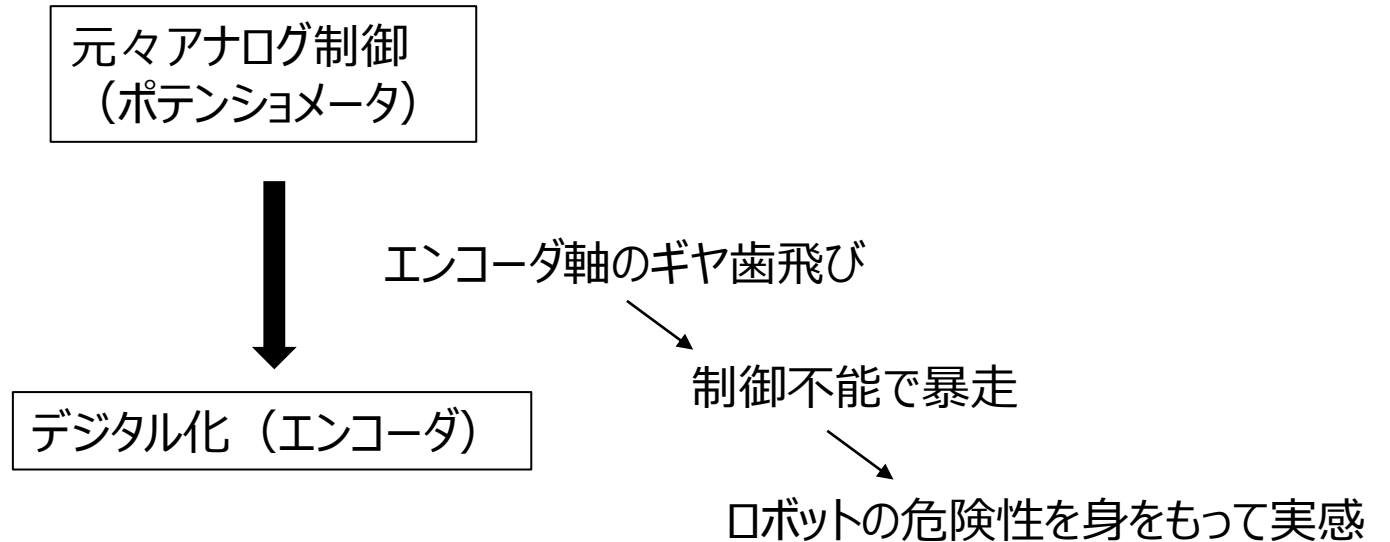 元々アナログ制御
（ポテンショメータ）
エンコーダ軸のギヤ歯飛び
制御不能で暴走
デジタル化（エンコーダ）
ロボットの危険性を身をもって実感